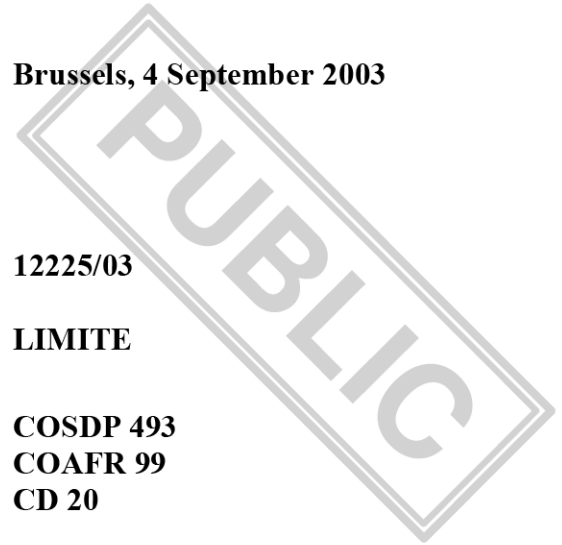 Brussels, 4 September 2003
PUBLIC
12225/03
LIMITE
COSDP 493
COAFR 99
CD 20